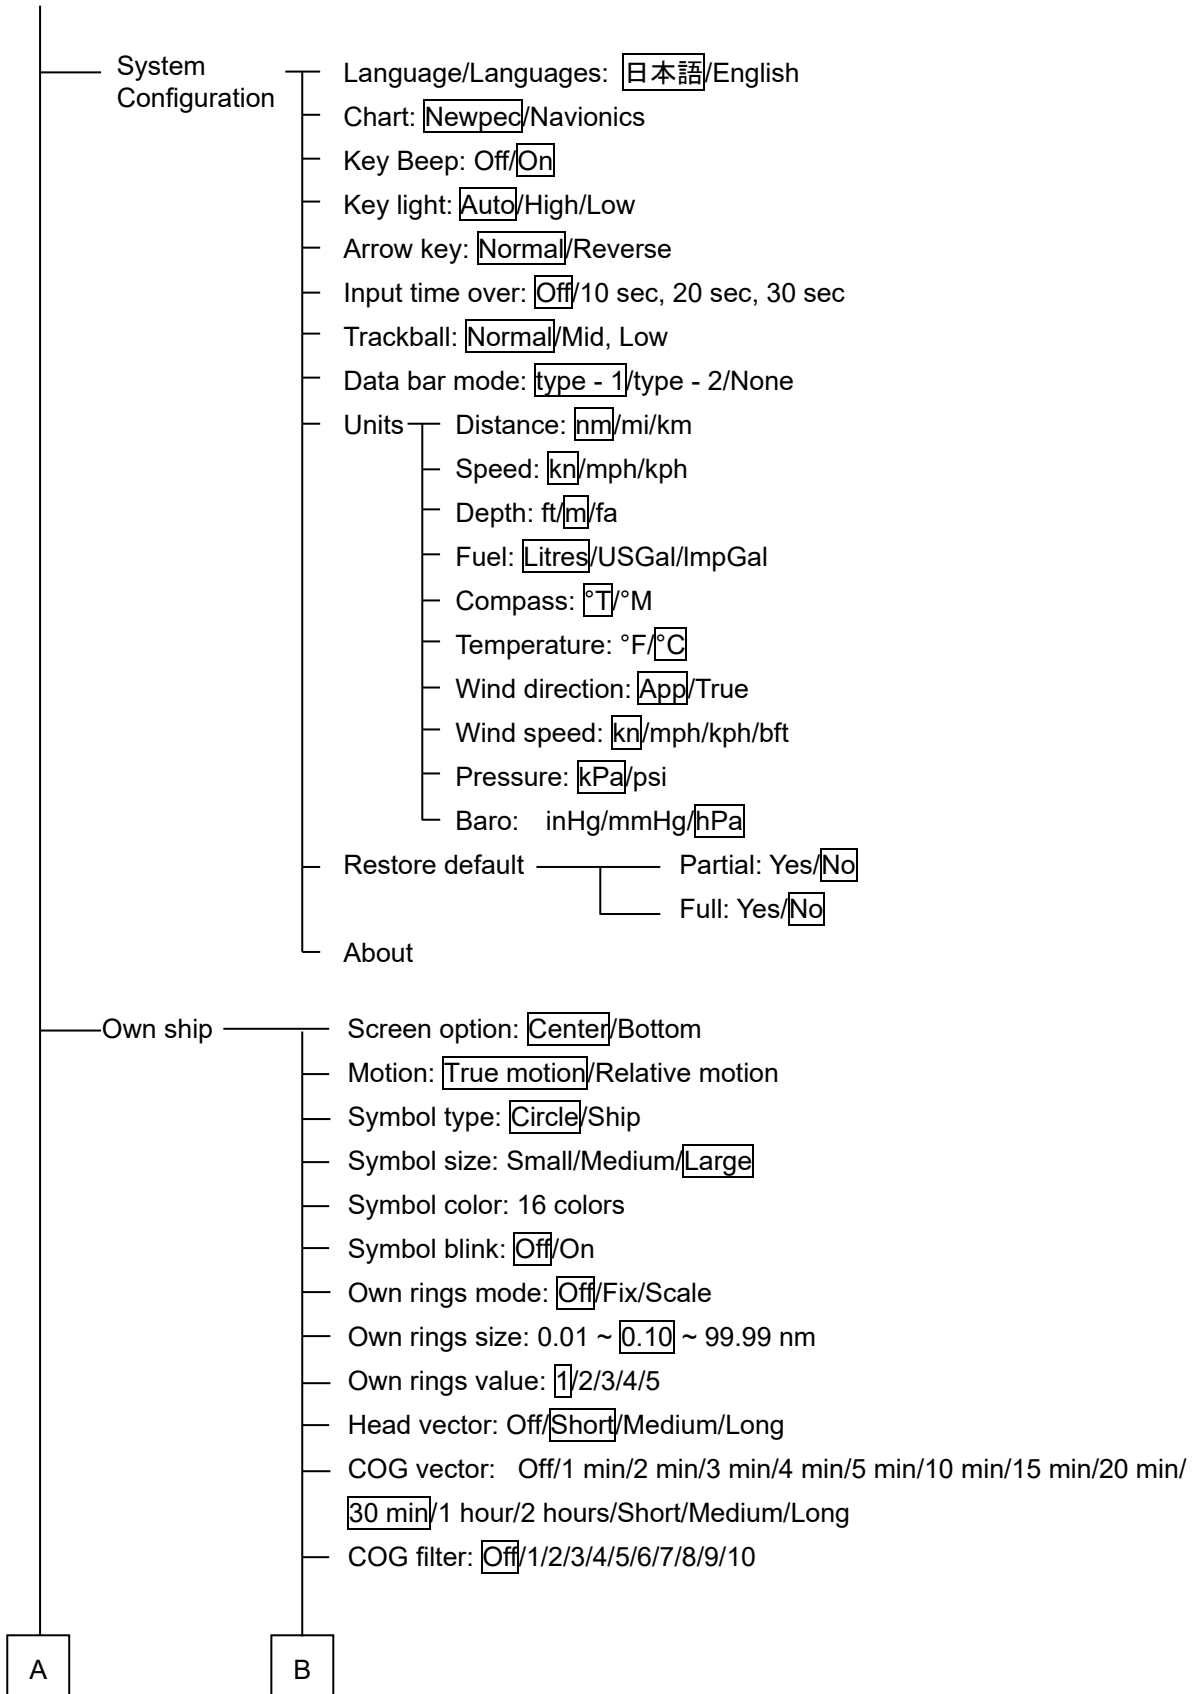 System
Configuration
Language/Languages: 日本語/English
Chart: Newpec/Navionics
Key Beep: Off/On
Key light: Auto/High/Low
Arrow key: Normal/Reverse
Input time over: Off/10 sec, 20 sec, 30 sec
Trackball: Normal/Mid, Low
Data bar mode: type - 1/type - 2/None
Units
Distance: nm/mi/km
Speed: kn/mph/kph
Depth: ft/m/fa
Fuel: Litres/USGal/ImpGal
Compass: °T/°M
Temperature: °F/°C
Wind direction: App/True
Wind speed: kn/mph/kph/bft
Pressure: kPa/psi
Baro: inHg/mmHg/hPa
Restore default
Partial: Yes/No
Full: Yes/No
About
Own ship
Screen option: Center/Bottom
Motion: True motion/Relative motion
Symbol type: Circle/Ship
Symbol size: Small/Medium/Large
Symbol color: 16 colors
Symbol blink: Off/On
Own rings mode: Off/Fix/Scale
Own rings size: 0.01 ~ 0.10 ~ 99.99 nm
Own rings value: 1/2/3/4/5
Head vector: Off/Short/Medium/Long
COG vector: Off/1 min/2 min/3 min/4 min/5 min/10 min/15 min/20 min/
30 min/1 hour/2 hours/Short/Medium/Long
COG filter: Off/1/2/3/4/5/6/7/8/9/10
A
B